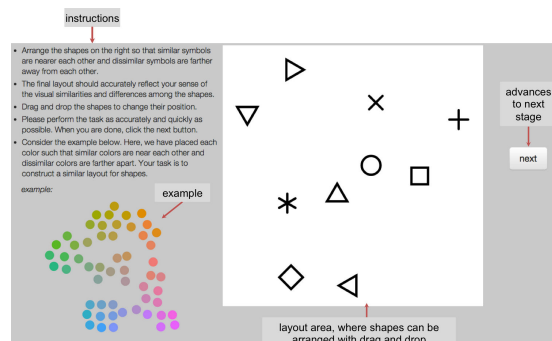 instructions
• Arrange the shapes on the right so that similar symbols
are nearer each other and dissimilar symbols are farther
away from each other.
• The final layout should accurately reflect your sense of
the visual similarities and differences among the shapes.
• Drag and drop the shapes to change their position.
• Please perform the task as accurately and quickly as
possible. When you are done, click the next button.
• Consider the example below. Here, we have placed each
color such that similar colors are near each other and
dissimilar colors are farther apart. Your task is to
construct a similar layout for shapes.
example:
example
advances
to next
stage
next
layout area, where shapes can be
arranged with drag and drop